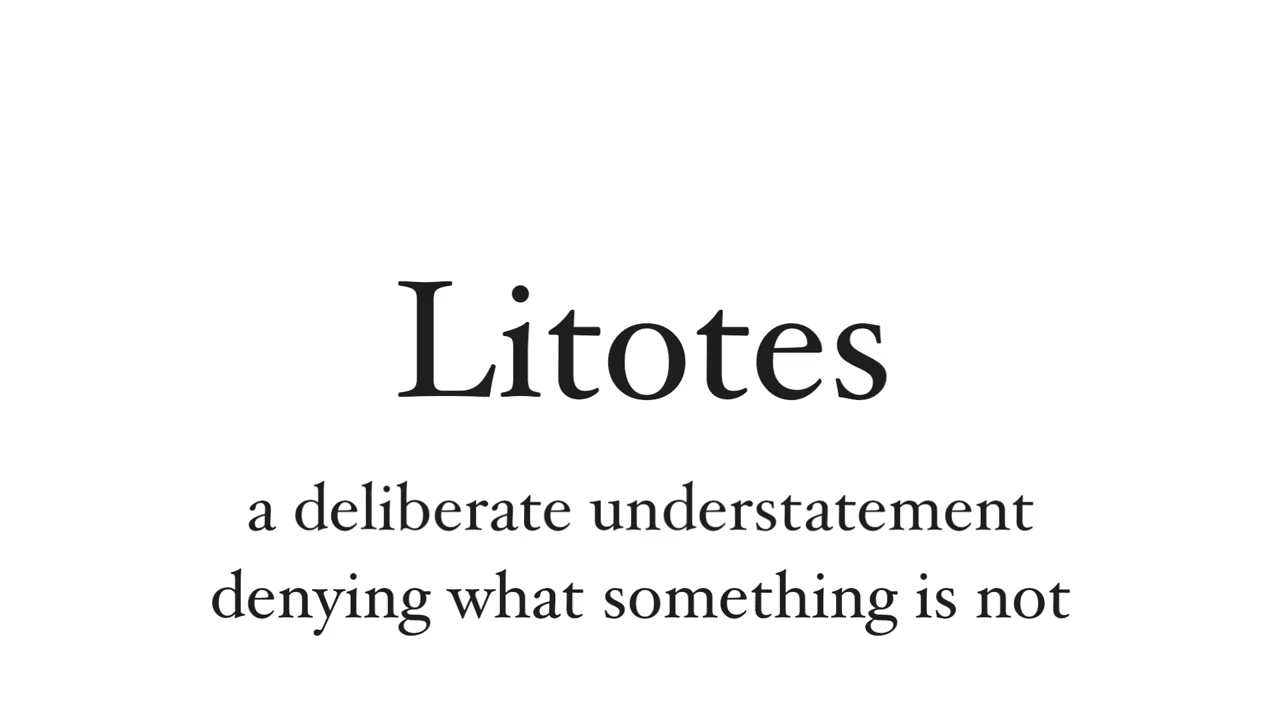 Litotes
a deliberate understatement
denying what something is not